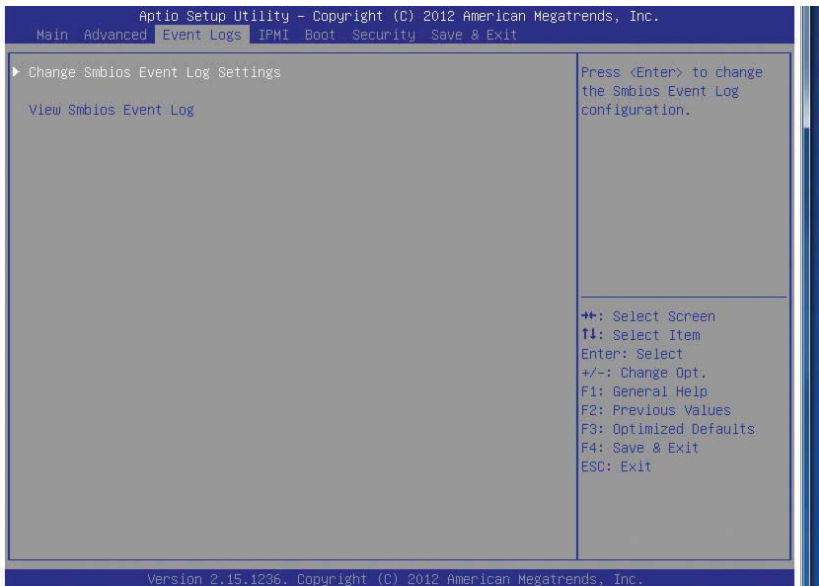 Aptio Setup Utility – Copyright (C) 2012 American Megatrends, Inc.
Main Advanced Event Logs IPMI Boot Security Save & Exit
Change Smbios Event Log Settings
View Smbios Event Log
Press <Enter> to change
the Smbios Event Log
configuration.
→←: Select Screen
↑↓: Select Item
Enter: Select
+/-: Change Opt.
F1: General Help
F2: Previous Values
F3: Optimized Defaults
F4: Save & Exit
ESC: Exit
Version 2.15.1236. Copyright (C) 2012 American Megatrends, Inc.